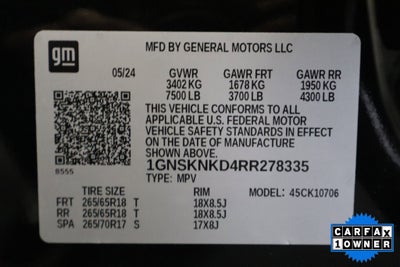 gm
MFD BY GENERAL MOTORS LLC
05/24 GVWR GAWR FRT GAWR RR
3402 KG 1678 KG 1950 KG
7500 LB 3700 LB 4300 LB
THIS VEHICLE CONFORMS TO ALL
APPLICABLE U.S. FEDERAL MOTOR
VEHICLE SAFETY STANDARDS IN EFFECT
ON THE DATE OF MANUFACTURE
SHOWN ABOVE.
8555 1GNSKNKD4RR278335
TYPE: MPV
TIRE SIZE RIM MODEL: 4SCK10706
FRT 265/65R18 T 18X8.5J
RR 265/65R18 T 18X8.5J
SPA 265/70R17 S 17X8J
CARFAX
1 OWNER